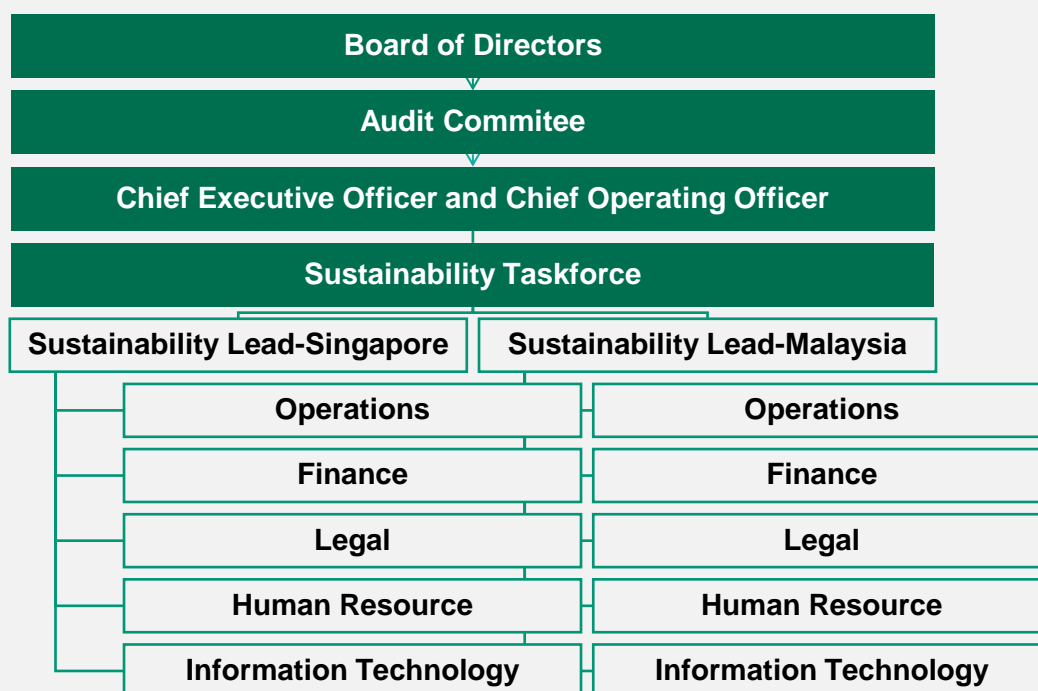 Board of Directors
Audit Commitee
Chief Executive Officer and Chief Operating Officer
Sustainability Taskforce
Sustainability Lead-Singapore
Sustainability Lead-Malaysia
Operations
Operations
Finance
Finance
Legal
Legal
Human Resource
Human Resource
Information Technology
Information Technology